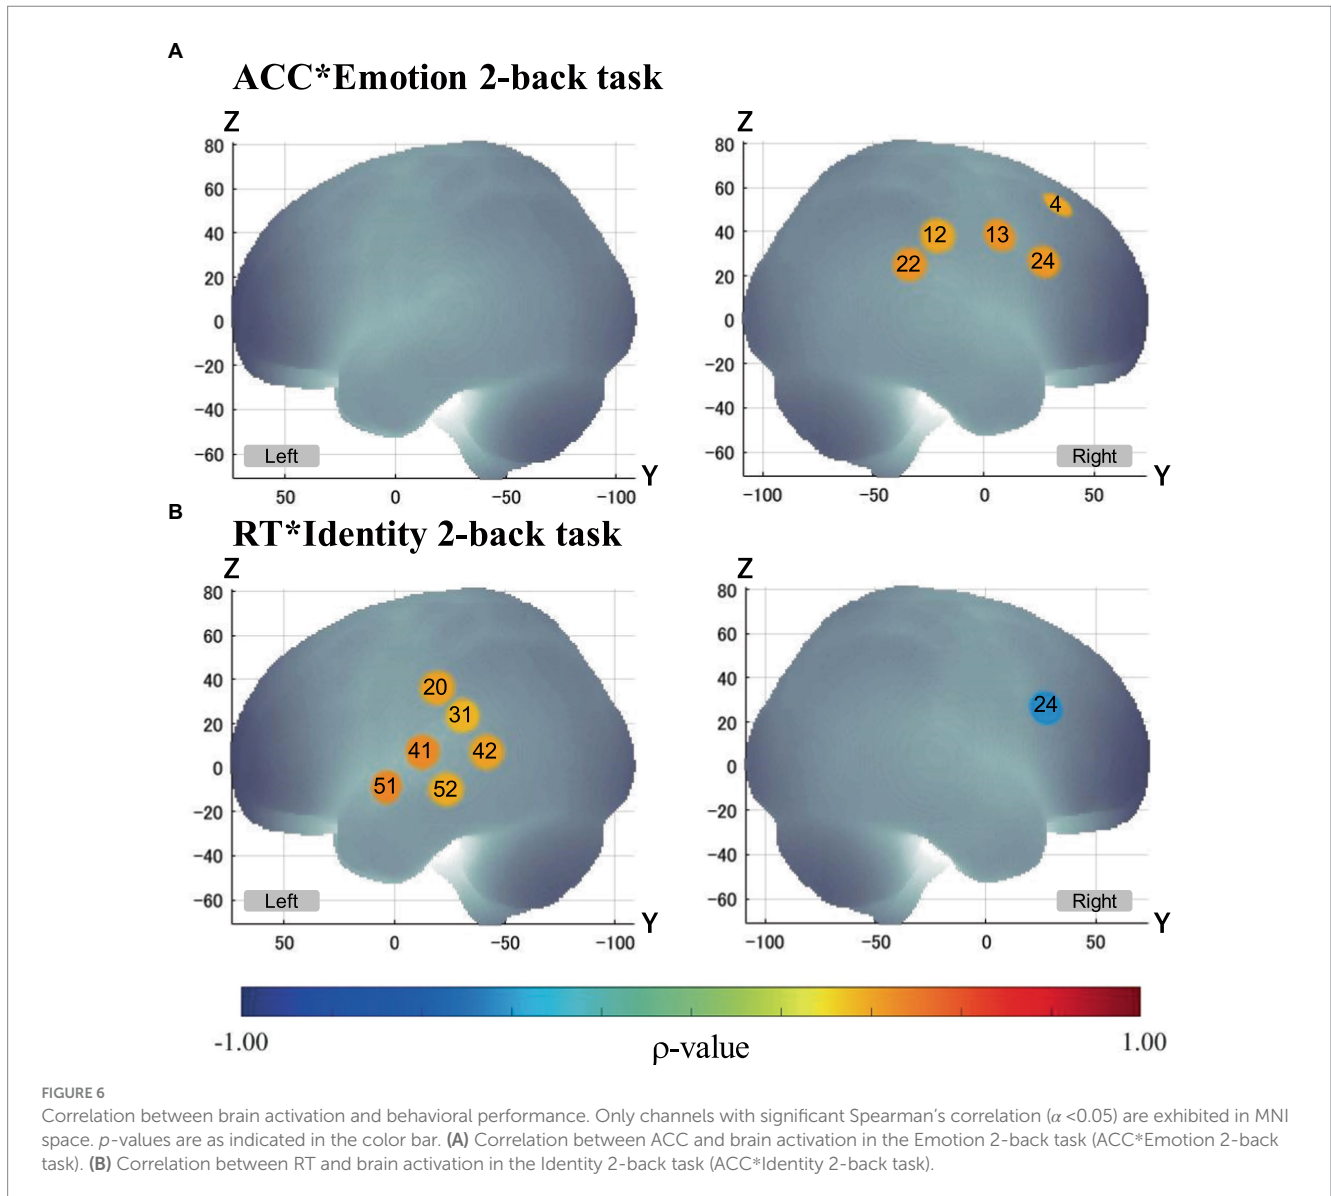 A
ACC*Emotion 2-back task
Z
Z
80
60
40
20
0
−20
−40
−60
80
60
40
20
0
−20
−40
−60
4
12
13
22
24
Left
Right
Y
Y
50
0
−50
−100
−100
−50
0
50
B
RT*Identity 2-back task
Z
Z
80
60
40
20
0
−20
−40
−60
80
60
40
20
0
−20
−40
−60
20
31
41
42
51
52
24
Left
Right
Y
Y
50
0
−50
−100
−100
−50
0
50
-1.00
ρ-value
1.00
FIGURE 6
Correlation between brain activation and behavioral performance. Only channels with significant Spearman's correlation (α <0.05) are exhibited in MNI
space. p-values are as indicated in the color bar. (A) Correlation between ACC and brain activation in the Emotion 2-back task (ACC*Emotion 2-back
task). (B) Correlation between RT and brain activation in the Identity 2-back task (ACC*Identity 2-back task).